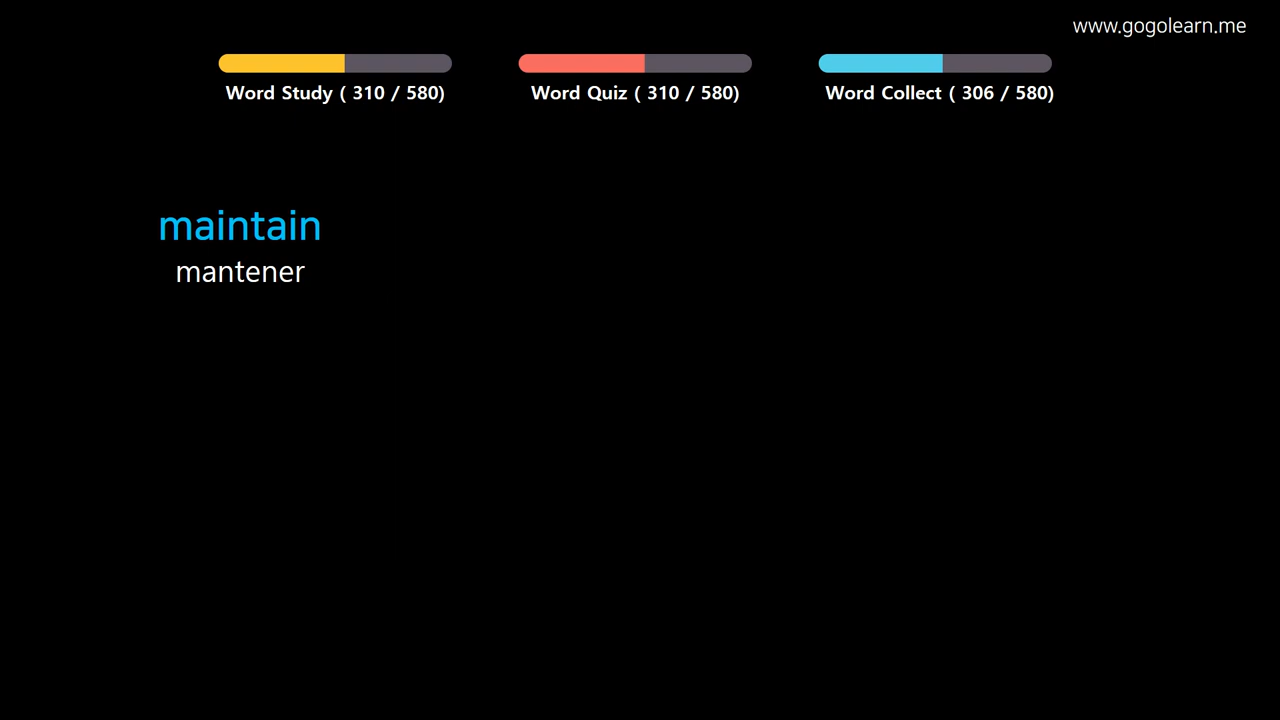 www.gogolearn.me
Word Study ( 310 / 580)
Word Quiz ( 310 / 580)
Word Collect ( 306 / 580)
maintain
mantener